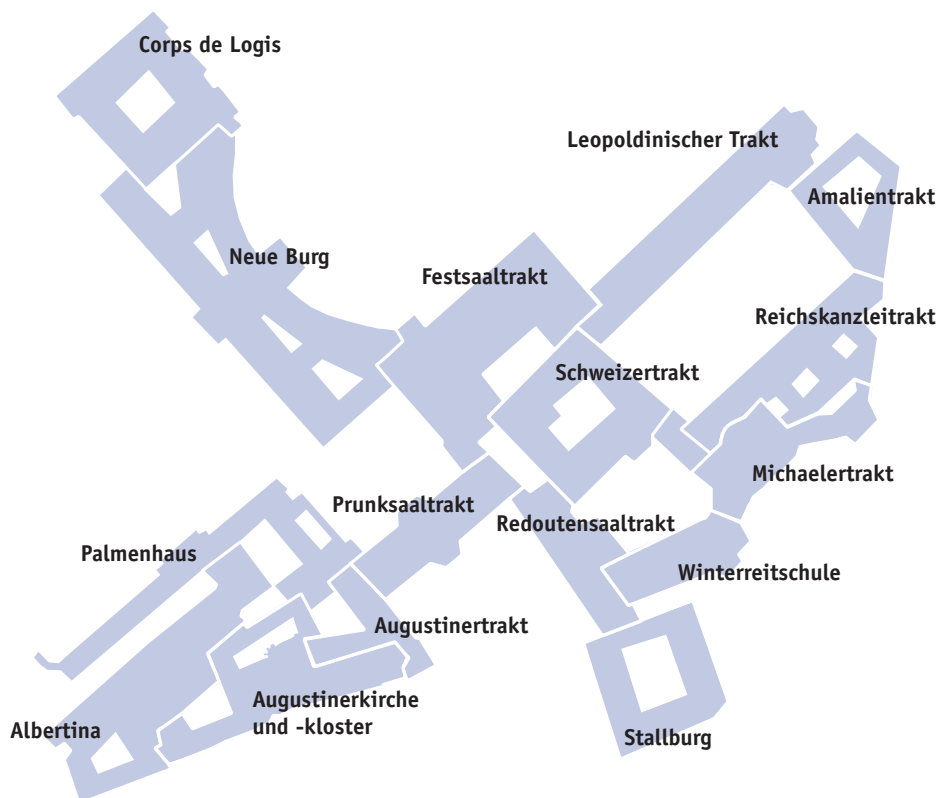 Corps de Logis
Leopoldinischer Trakt
Amalientrakt
Neue Burg
Festsaaltrakt
Reichskanzleitrakt
Schweizertrakt
Michaelertrakt
Prunksaaltrakt
Redoutensaaltrakt
Palmenhaus
Winterreitschule
Augustinertrakt
Augustinerkirche
und -kloster
Albertina
Stallburg